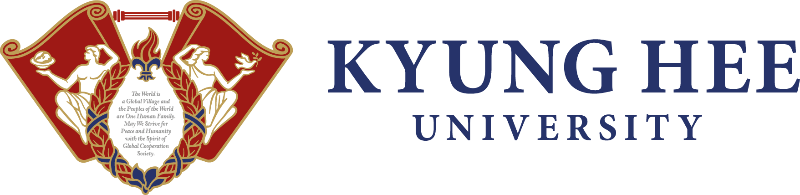 The World is
a Global Village and
the Peoples of the World
are One Human Family.
May We Strive for
Peace and Humanity
with the Spirit of
Global Cooperation
Society.
KYUNG HEE
UNIVERSITY